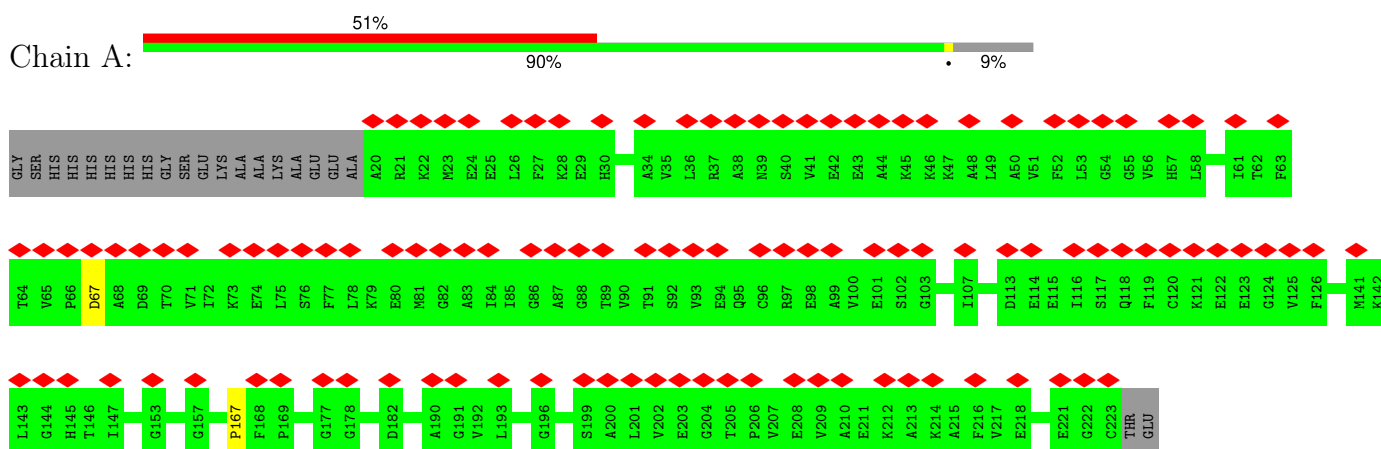 51%
Chain A:
90% • 9%
GLY SER HIS HIS HIS HIS HIS HIS GLY SER GLU LYS ALA ALA LYS ALA GLU GLU ALA A20 R21 K22 M23 E24 E25 L26 F27 K28 E29 H30 A34 V35 L36 R37 A38 N39 S40 V41 E42 E43 A44 K45 K46 K47 A48 L49 A50 V51 F52 L53 G54 G55 V56 H57 L58 I61 T62 F63
T64 V65 P66 D67 A68 D69 T70 V71 I72 K73 E74 L75 S76 F77 L78 K79 E80 M81 G82 A83 I84 I85 G86 A87 G88 T89 V90 T91 S92 V93 E94 Q95 C96 R97 E98 A99 V100 E101 S102 G103 I107 D113 E114 E115 I116 S117 Q118 F119 C120 K121 E122 E123 G124 V125 F126 M141 K142
L143 G144 H145 T146 I147 G153 G157 P167 F168 P169 G177 G178 D182 A190 G191 V192 L193 G196 S199 A200 L201 V202 E203 G204 T205 P206 V207 E208 V209 A210 E211 K212 A213 K214 A215 F216 V217 E218 E221 G222 C223 THR GLU